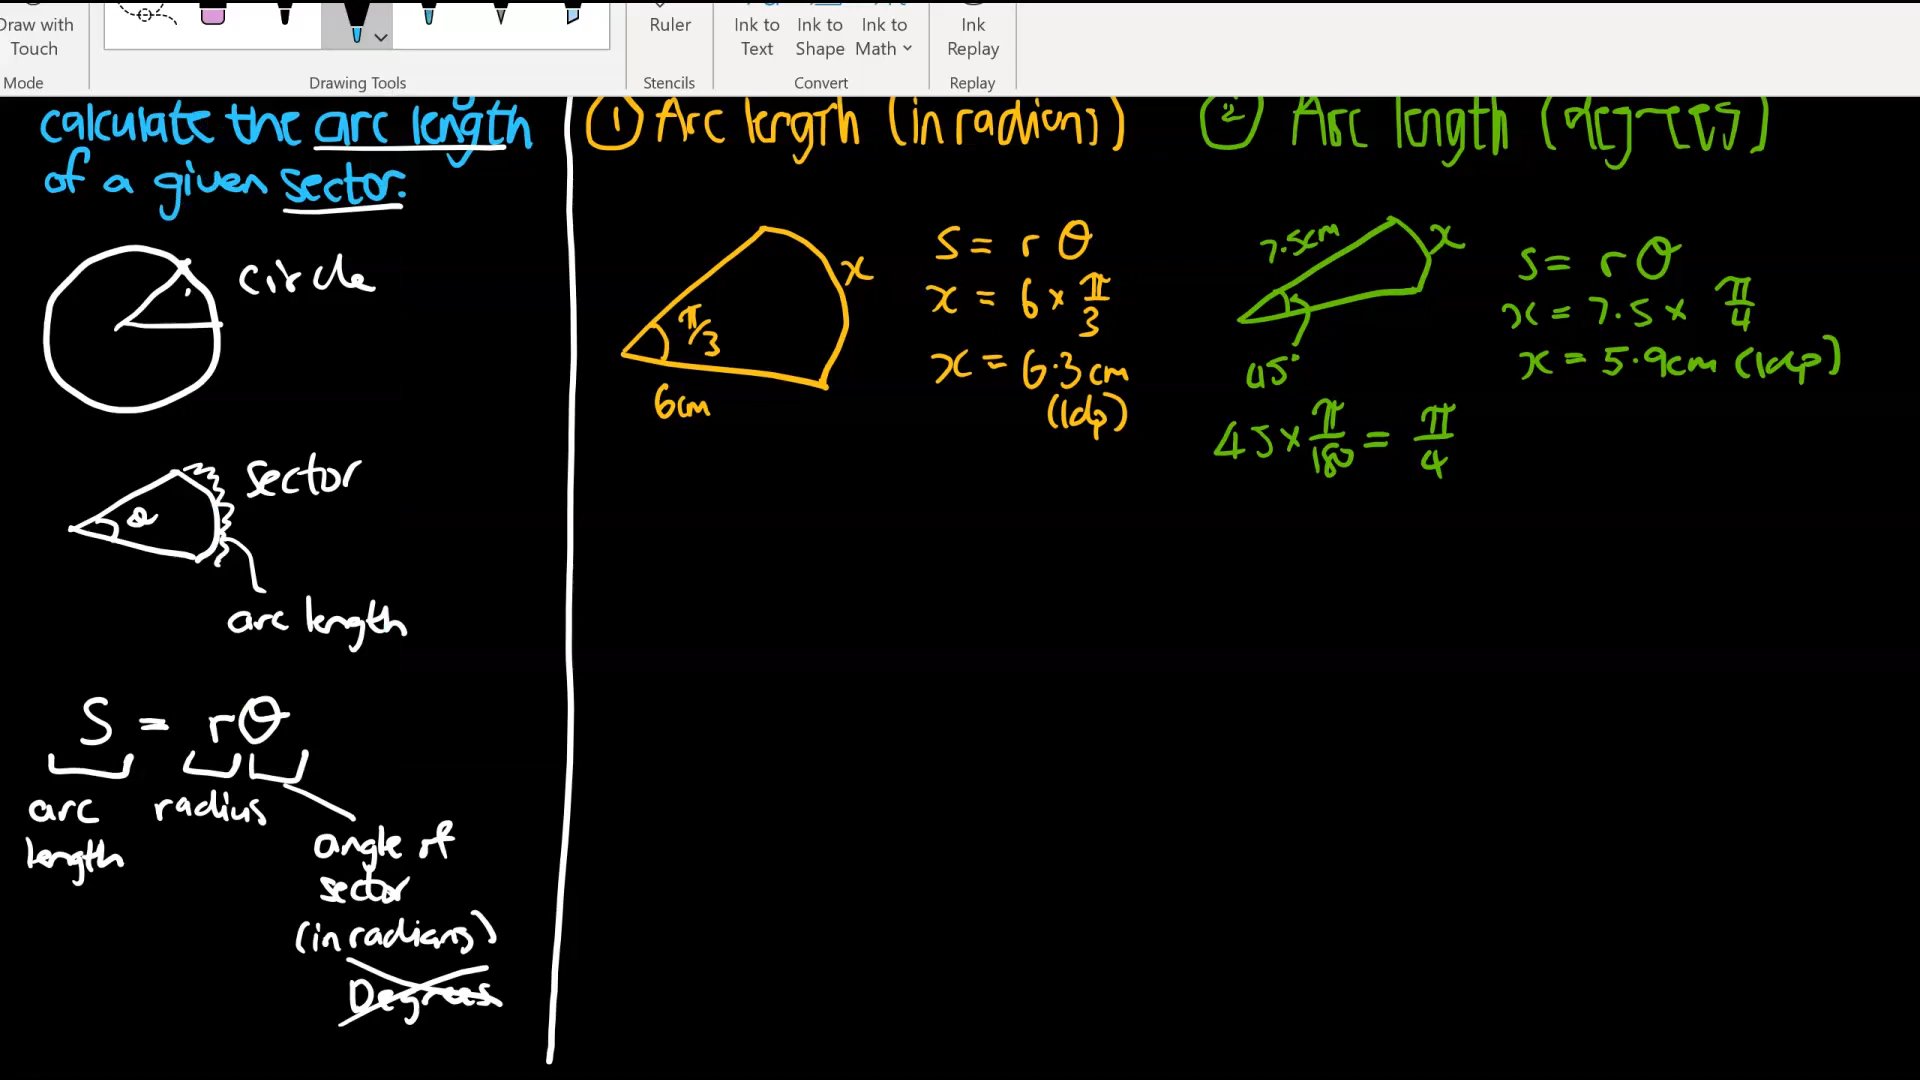 Draw with
Touch
Mode
Drawing Tools
Ruler
Stencils
Ink to
Text
Ink to
Shape
Ink to
Math
Convert
Ink
Replay
Replay
calculate the arc length
of a given sector.
circle
sector
θ
arc length
S = rθ
arc
length
radius
angle of
sector
(in radians)
Degrees
① Arc length (in radians)
π/3
x
6cm
S = r θ
x = 6 × π/3
x = 6.3 cm
(1dp)
② Arc length (degrees)
7.5cm
x
45°
45 × π/180 = π/4
S = r θ
x = 7.5 × π/4
x = 5.9cm (1dp)